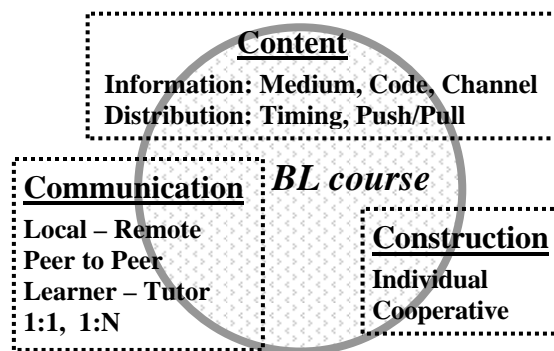 Content
Information: Medium, Code, Channel
Distribution: Timing, Push/Pull
BL course
Communication
Local – Remote
Peer to Peer
Learner – Tutor
1:1, 1:N
Construction
Individual
Cooperative